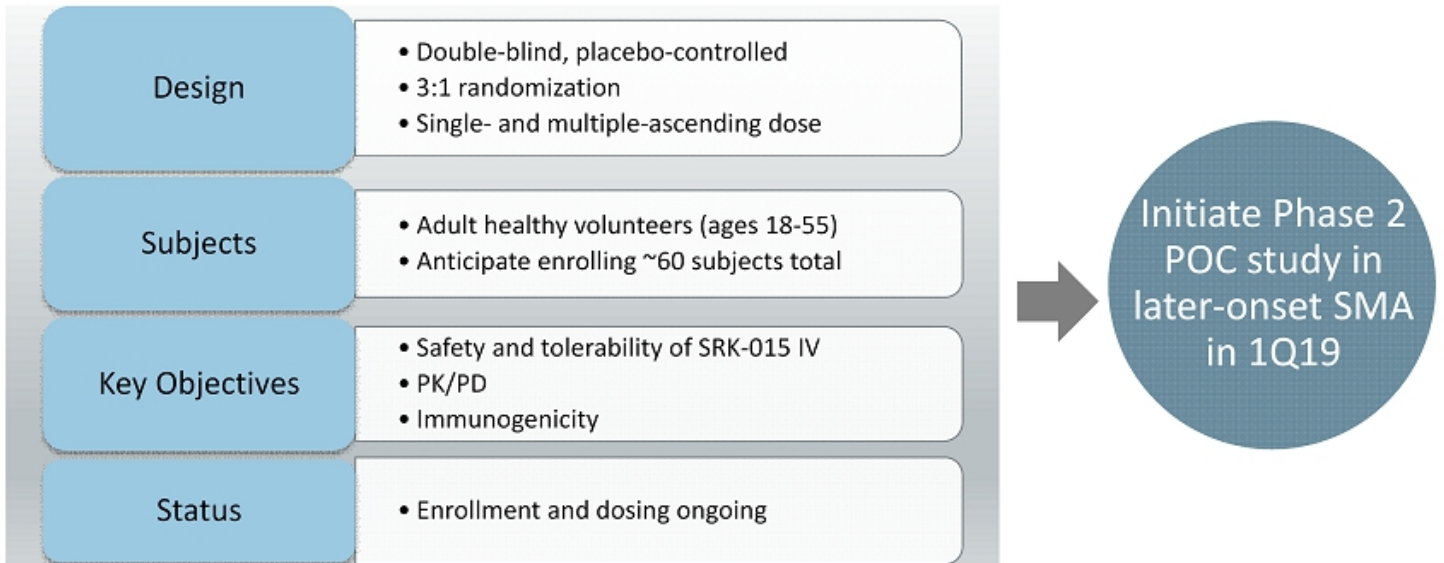 Design
• Double-blind, placebo-controlled
• 3:1 randomization
• Single- and multiple-ascending dose
Subjects
• Adult healthy volunteers (ages 18-55)
• Anticipate enrolling ~60 subjects total
Key Objectives
• Safety and tolerability of SRK-015 IV
• PK/PD
• Immunogenicity
Status
• Enrollment and dosing ongoing
Initiate Phase 2
POC study in
later-onset SMA
in 1Q19